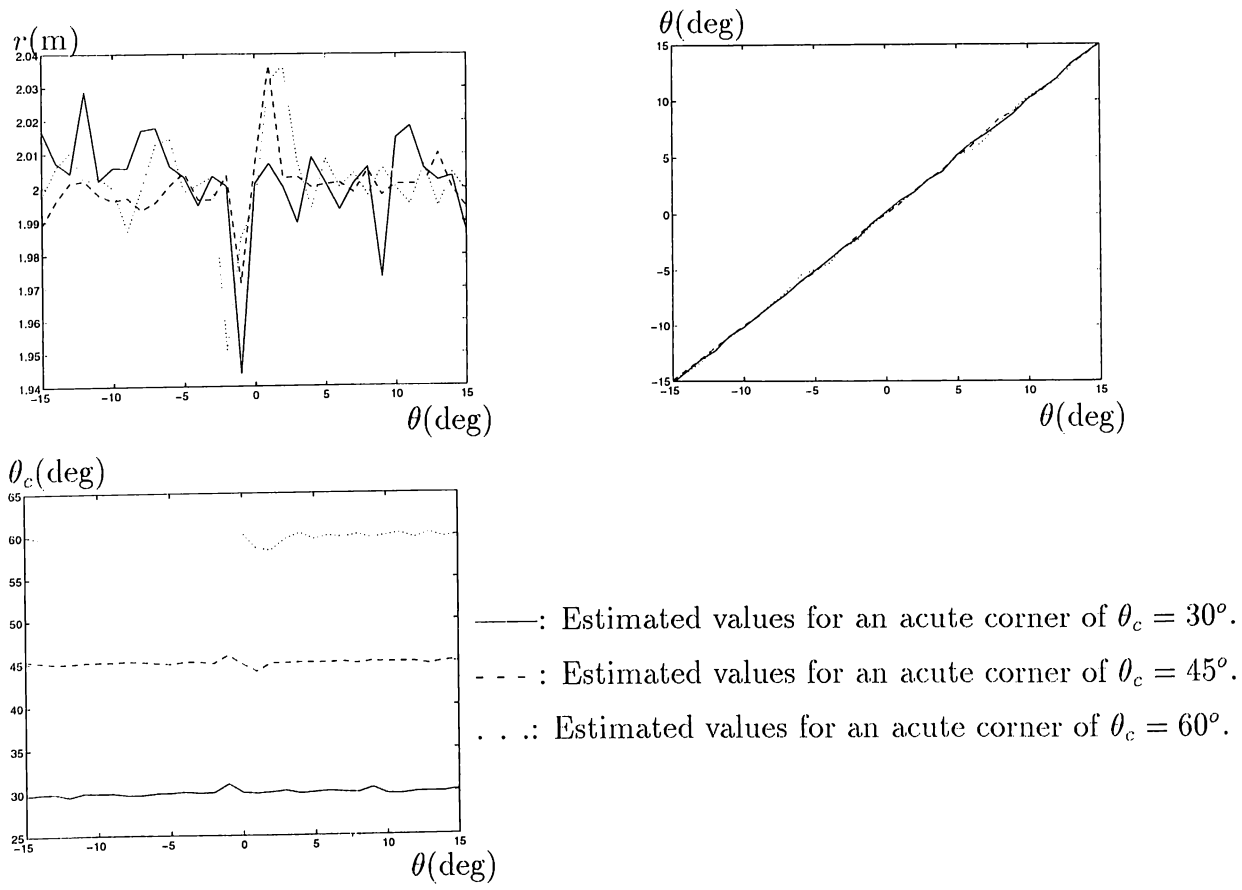 r(m)
2.04
2.03
2.02
2.01
2
1.99
1.98
1.97
1.96
1.95
1.94
−15 −10 −5 0 5 10 15
θ(deg)
θ(deg)
15
10
5
0
−5
−10
−15
−15 −10 −5 0 5 10 15
θ(deg)
θc(deg)
65
60
55
50
45
40
35
30
25
−15 −10 −5 0 5 10 15
θ(deg)
——: Estimated values for an acute corner of θc = 30°.
- - - - : Estimated values for an acute corner of θc = 45°.
. . .: Estimated values for an acute corner of θc = 60°.